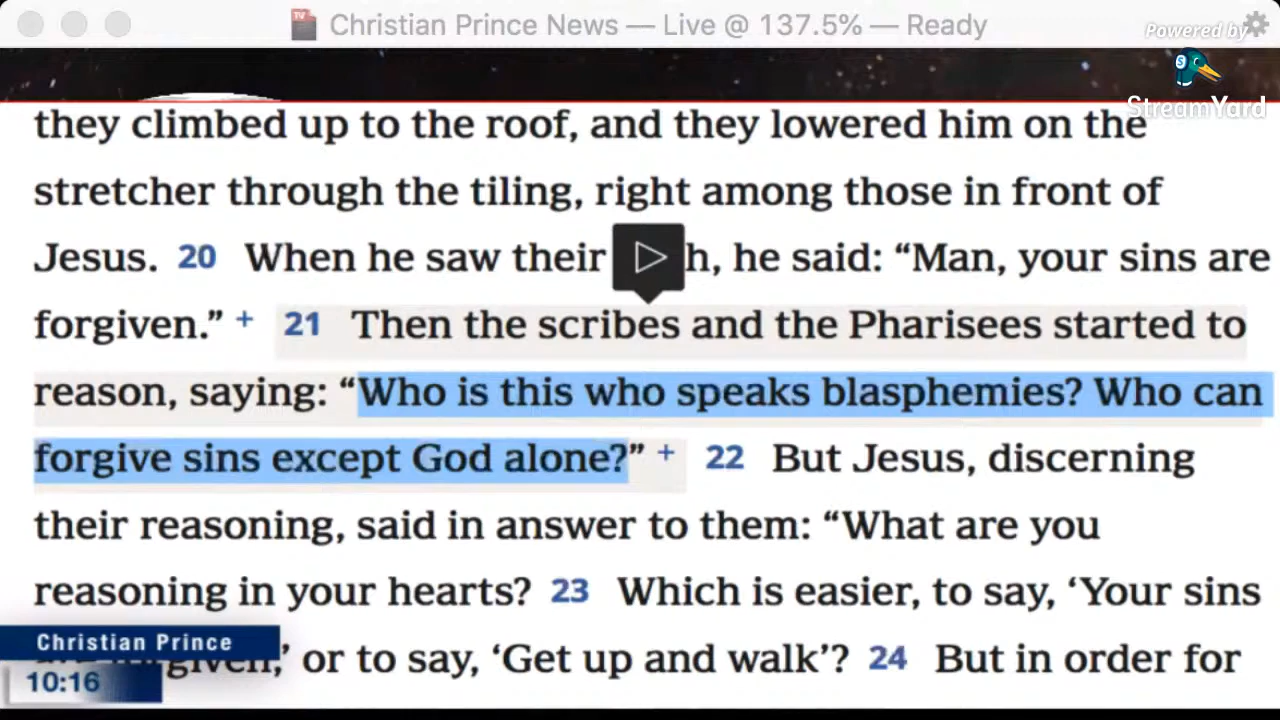 Christian Prince News — Live @ 137.5% — Ready
Powered by
StreamYard
they climbed up to the roof, and they lowered him on the
stretcher through the tiling, right among those in front of
Jesus. 20 When he saw their h, he said: “Man, your sins are
forgiven.” + 21 Then the scribes and the Pharisees started to
reason, saying: “Who is this who speaks blasphemies? Who can
forgive sins except God alone?” + 22 But Jesus, discerning
their reasoning, said in answer to them: “What are you
reasoning in your hearts? 23 Which is easier, to say, ‘Your sins
Christian Prince
given,’ or to say, ‘Get up and walk’? 24 But in order for
10:16